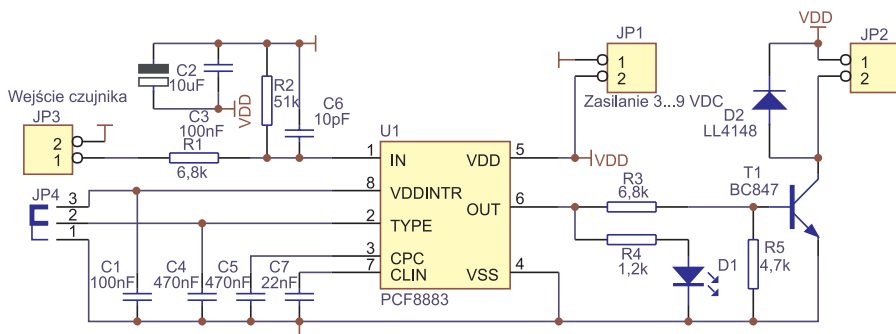 VDD
JP2
1
2
JP1
1
2
Zasilanie 3...9 VDC
C2
10uF
VDD
R2
51k
C6
10pF
C3
100nF
Wejście czujnika
JP3
2
1
R1
6,8k
D2
LL4148
U1
PCF8883
1 IN
8 VDDINTR
2 TYPE
3 CPC
7 CLIN
VDD 5
OUT 6
VSS 4
VDD
T1
BC847
R3
6,8k
R4
1,2k
D1
R5
4,7k
JP4
3
2
1
C1
100nF
C4
470nF
C5
470nF
C7
22nF